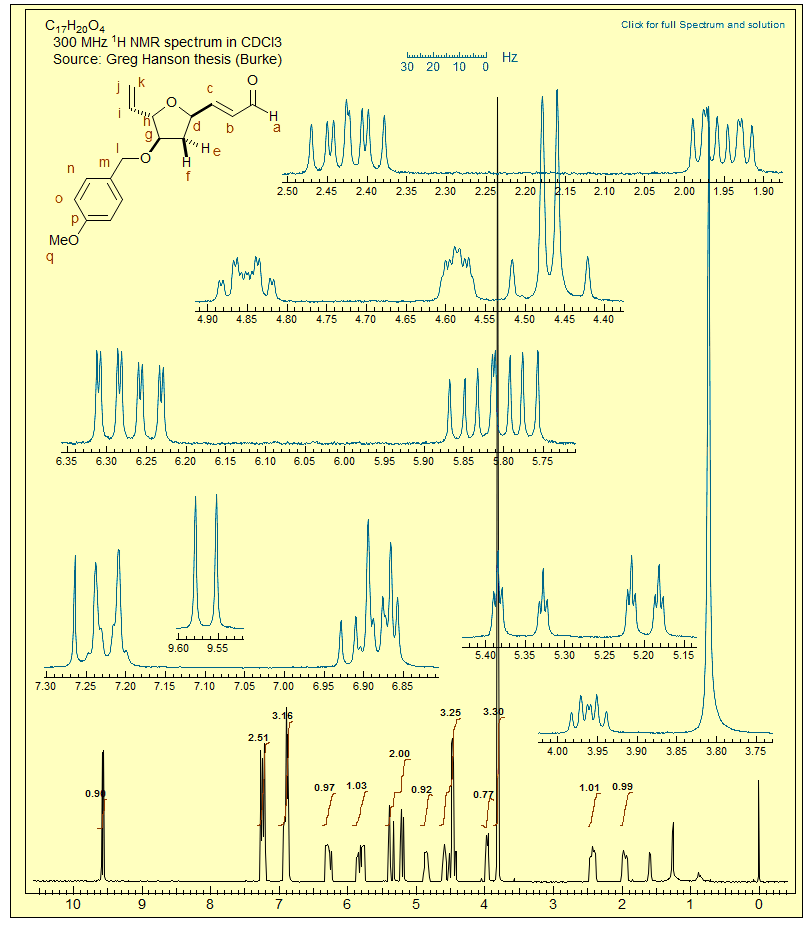 C17H20O4
300 MHz 1H NMR spectrum in CDCl3
Source: Greg Hanson thesis (Burke)
Click for full Spectrum and solution
30 20 10 0 Hz
j k
i
h
O
c
O
H
a
b
d
g
l
O
H e
H
f
m
n
o
p
MeO
q
2.50 2.45 2.40 2.35 2.30 2.25 2.20 2.15 2.10 2.05 2.00 1.95 1.90
4.90 4.85 4.80 4.75 4.70 4.65 4.60 4.55 4.50 4.45 4.40
6.35 6.30 6.25 6.20 6.15 6.10 6.05 6.00 5.95 5.90 5.85 5.80 5.75
9.60 9.55
5.40 5.35 5.30 5.25 5.20 5.15
7.30 7.25 7.20 7.15 7.10 7.05 7.00 6.95 6.90 6.85
4.00 3.95 3.90 3.85 3.80 3.75
0.90 2.51 3.16 0.97 1.03 2.00 0.92 3.25 0.77 3.30 1.01 0.99
10 9 8 7 6 5 4 3 2 1 0